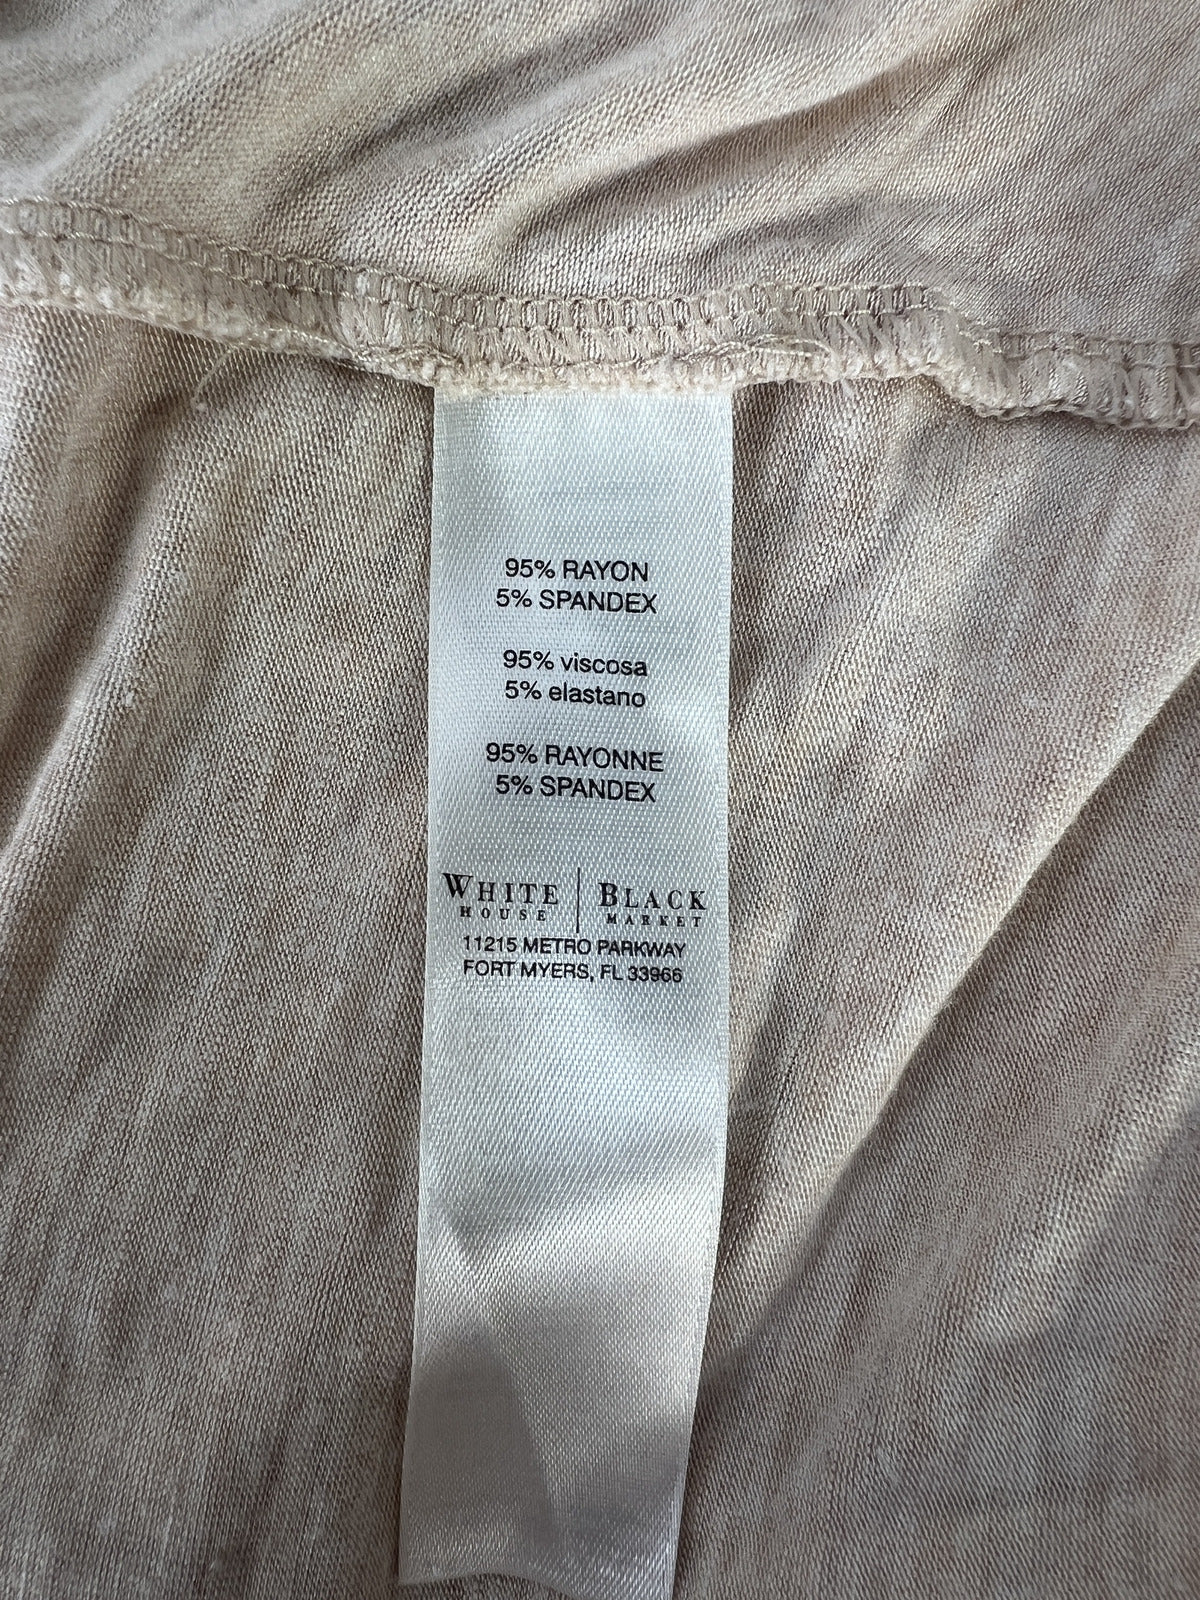 95% RAYON
5% SPANDEX
95% viscosa
5% elastano
95% RAYONNE
5% SPANDEX
WHITE HOUSE | BLACK MARKET
11215 METRO PARKWAY
FORT MYERS, FL 33966